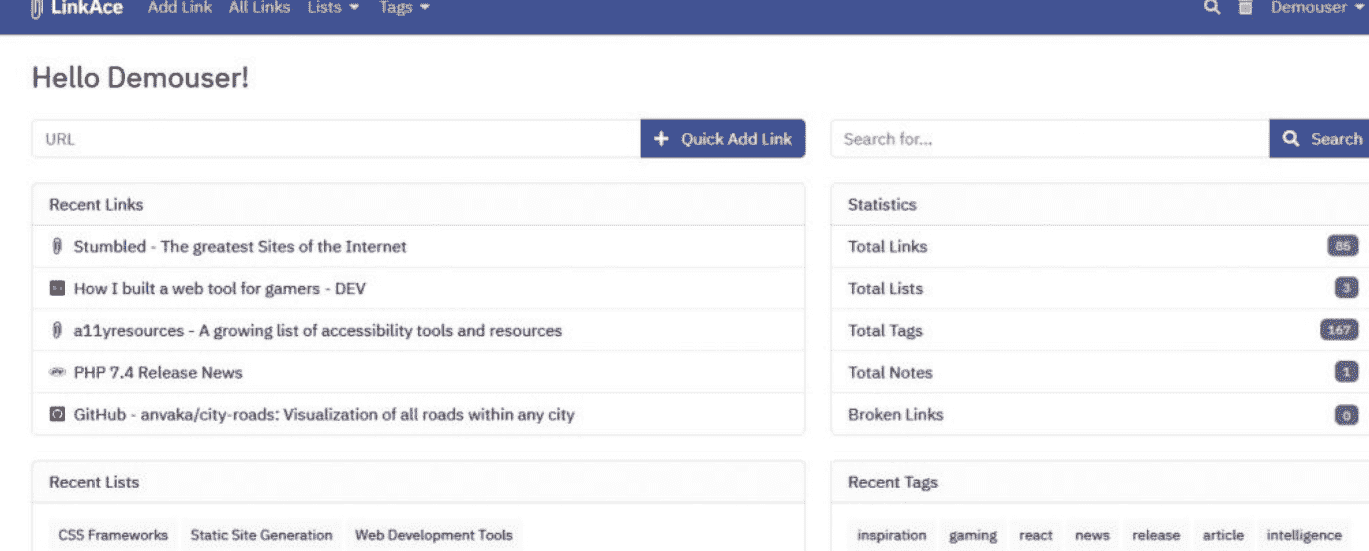 LinkAce Add Link All Links Lists Tags Demouser
Hello Demouser!
URL Quick Add Link
Search for... Search
Recent Links
Stumbled - The greatest Sites of the Internet
How I built a web tool for gamers - DEV
a11yresources - A growing list of accessibility tools and resources
PHP 7.4 Release News
GitHub - anvaka/city-roads: Visualization of all roads within any city
Statistics
Total Links 86
Total Lists 3
Total Tags 167
Total Notes 1
Broken Links 0
Recent Lists
CSS Frameworks Static Site Generation Web Development Tools
Recent Tags
inspiration gaming react news release article intelligence